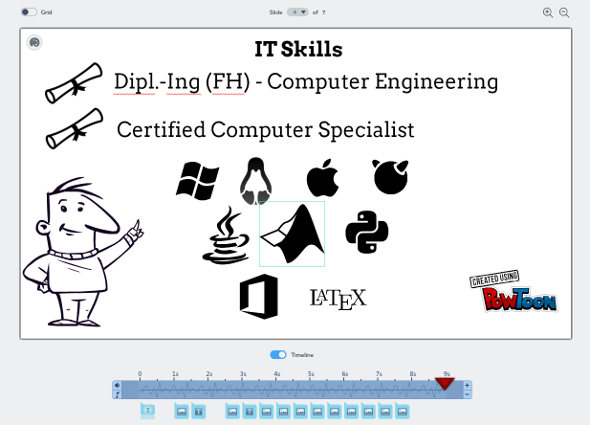 Grid
Slide 4 of 7
IT Skills
Dipl.-Ing (FH) - Computer Engineering
Certified Computer Specialist
LATEX
CREATED USING
POWTOON
Timeline
0 1s 2s 3s 4s 5s 6s 7s 8s 9s
2 T T